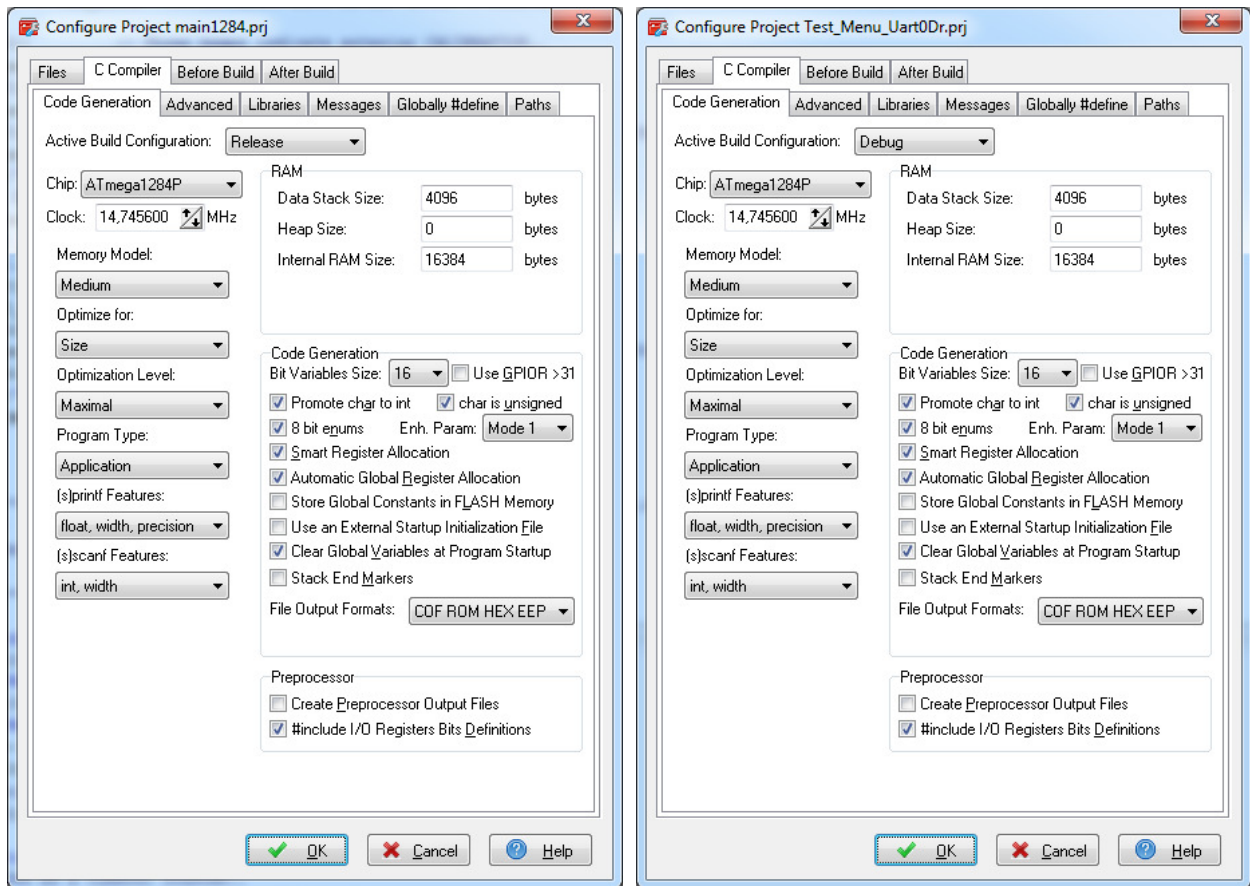 Configure Project main1284.prj
Files C Compiler Before Build After Build
Code Generation Advanced Libraries Messages Globally #define Paths
Active Build Configuration: Release
Chip: ATmega1284P
Clock: 14,745600 MHz
Memory Model:
Medium
Optimize for:
Size
Optimization Level:
Maximal
Program Type:
Application
(s)printf Features:
float, width, precision
(s)scanf Features:
int, width
RAM
Data Stack Size: 4096 bytes
Heap Size: 0 bytes
Internal RAM Size: 16384 bytes
Code Generation
Bit Variables Size: 16 Use GPIOR >31
Promote char to int char is unsigned
8 bit enums Enh. Param: Mode 1
Smart Register Allocation
Automatic Global Register Allocation
Store Global Constants in FLASH Memory
Use an External Startup Initialization File
Clear Global Variables at Program Startup
Stack End Markers
File Output Formats: COF ROM HEX EEP
Preprocessor
Create Preprocessor Output Files
#include I/O Registers Bits Definitions
OK Cancel Help
Configure Project Test_Menu_Uart0Dr.prj
Files C Compiler Before Build After Build
Code Generation Advanced Libraries Messages Globally #define Paths
Active Build Configuration: Debug
Chip: ATmega1284P
Clock: 14,745600 MHz
Memory Model:
Medium
Optimize for:
Size
Optimization Level:
Maximal
Program Type:
Application
(s)printf Features:
float, width, precision
(s)scanf Features:
int, width
RAM
Data Stack Size: 4096 bytes
Heap Size: 0 bytes
Internal RAM Size: 16384 bytes
Code Generation
Bit Variables Size: 16 Use GPIOR >31
Promote char to int char is unsigned
8 bit enums Enh. Param: Mode 1
Smart Register Allocation
Automatic Global Register Allocation
Store Global Constants in FLASH Memory
Use an External Startup Initialization File
Clear Global Variables at Program Startup
Stack End Markers
File Output Formats: COF ROM HEX EEP
Preprocessor
Create Preprocessor Output Files
#include I/O Registers Bits Definitions
OK Cancel Help